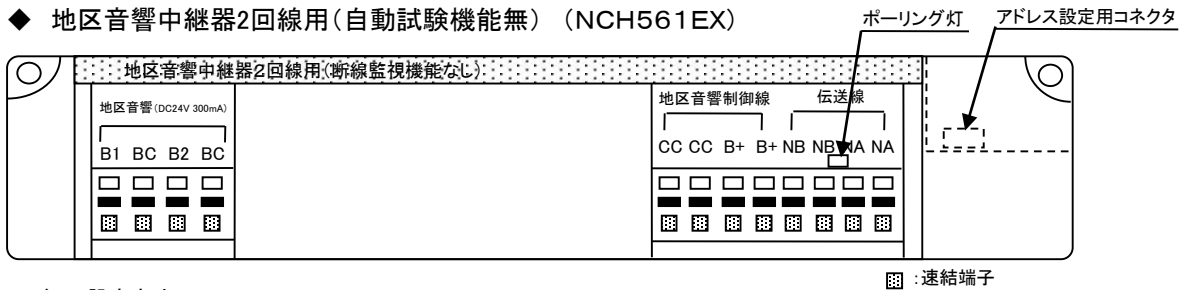 ◆ 地区音響中継器2回線用(自動試験機能無) (NCH561EX)
ポーリング灯
アドレス設定用コネクタ
地区音響中継器2回線用(断線監視機能なし)
地区音響(DC24V 300mA)
地区音響制御線
伝送線
B1 BC B2 BC
CC CC B+ B+ NB NB NA NA
:速結端子